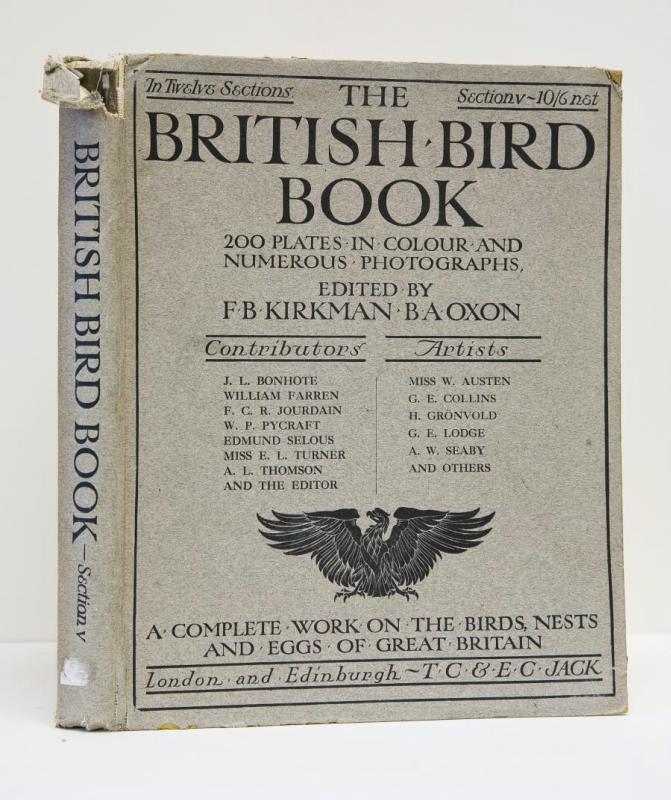 In Twelve Sections.
Section v ~ 10/6 net
THE
BRITISH · BIRD
BOOK
200 · PLATES · IN · COLOUR · AND
NUMEROUS · PHOTOGRAPHS,
EDITED · BY
F·B·KIRKMAN · B·A·OXON
Contributors
J. L. BONHOTE
WILLIAM FARREN
F. C. R. JOURDAIN
W. P. PYCRAFT
EDMUND SELOUS
MISS E. L. TURNER
A. L. THOMSON
AND THE EDITOR
Artists
MISS W. AUSTEN
G. E. COLLINS
H. GRÖNVOLD
G. E. LODGE
A. W. SEABY
AND OTHERS
A · COMPLETE · WORK · ON · THE · BIRDS, NESTS
AND · EGGS · OF · GREAT · BRITAIN
London · and · Edinburgh ~ T · C · & · E · C · JACK
BRITISH BIRD BOOK — Section v